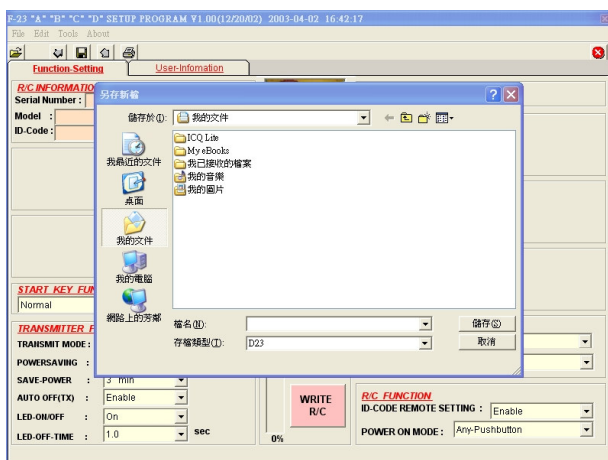 F-23 "A" "B" "C" "D" SETUP PROGRAM V1.00(12/20/02) 2003-04-02 16:42:17
File Edit Tools About
Function-Setting
User-Infomation
R/C INFORMATIO
Serial Number :
Model :
ID-Code :
另存新檔
儲存於(I):
我的文件
我最近的文件
桌面
我的文件
我的電腦
網路上的芳鄰
ICQ Lite
My eBooks
我已接收的檔案
我的音樂
我的圖片
檔名(N):
儲存(S)
存檔類型(T):
D23
取消
START KEY FUN
Normal
TRANSMITTER F
TRANSMIT MODE :
POWERSAVING :
SAVE-POWER : 3 min
AUTO OFF(TX) : Enable
LED-ON/OFF : On
LED-OFF-TIME : 1.0 sec
0%
WRITE
R/C
R/C FUNCTION
ID-CODE REMOTE SETTING : Enable
POWER ON MODE : Any-Pushbutton